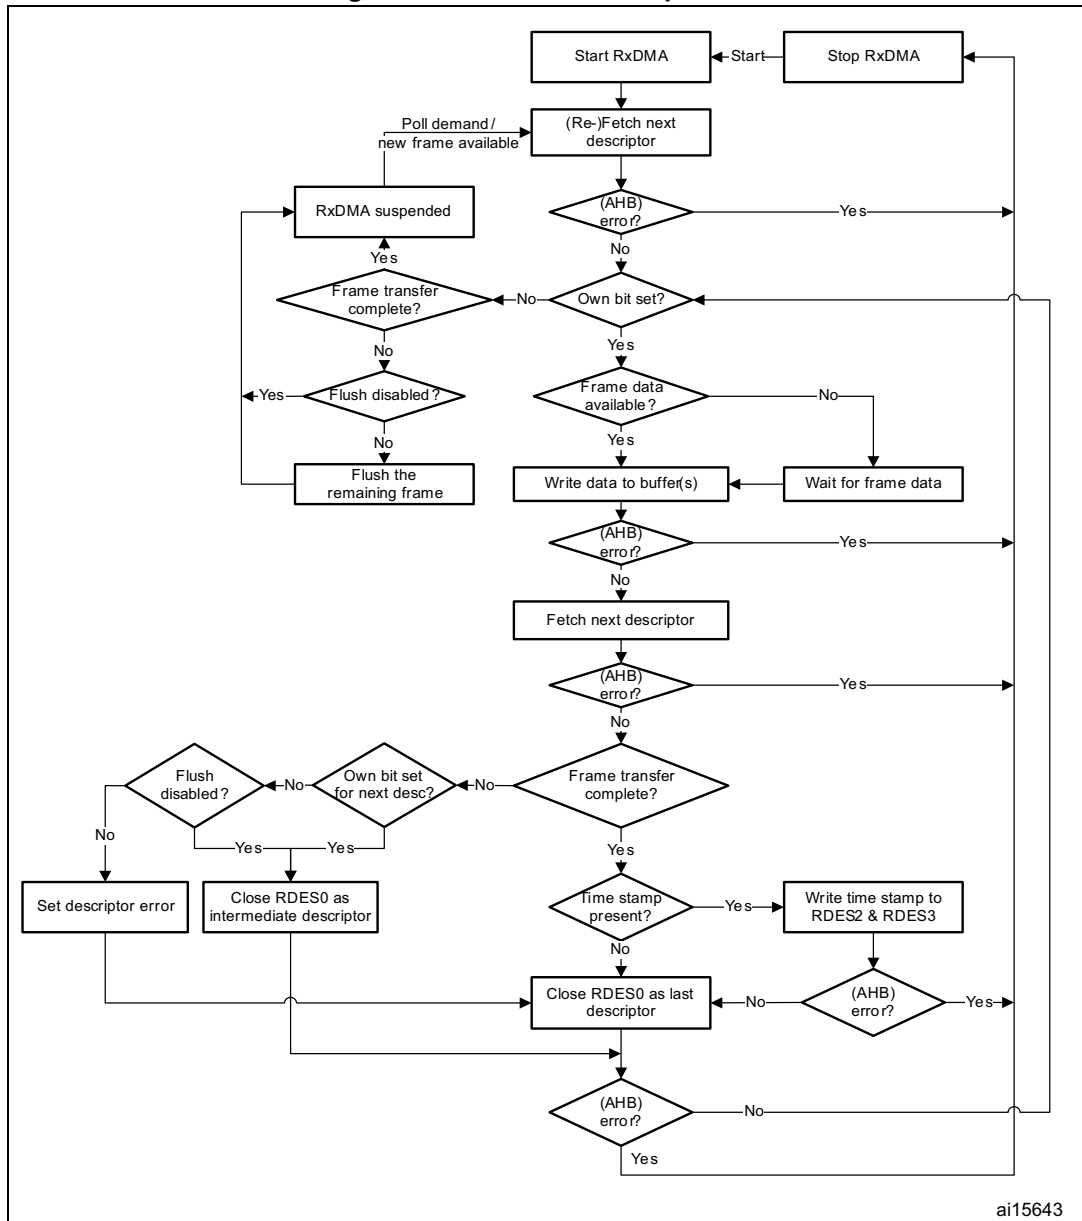 Start RxDMA
Start
Stop RxDMA
Poll demand /
new frame available
(Re-)Fetch next
descriptor
RxDMA suspended
(AHB)
error?
Yes
No
Yes
Frame transfer
complete?
No
Own bit set?
No
Yes
Yes
Flush disabled ?
Frame data
available ?
No
No
Yes
Flush the
remaining frame
Write data to buffer(s)
Wait for frame data
(AHB)
error?
Yes
No
Fetch next descriptor
(AHB)
error?
Yes
No
Flush
disabled ?
No
Own bit set
for next desc?
No
Frame transfer
complete?
No
Yes
Yes
Yes
Set descriptor error
Close RDES0 as
intermediate descriptor
Time stamp
present?
Yes
Write time stamp to
RDES2 & RDES3
No
Close RDES0 as last
descriptor
No
(AHB)
error?
Yes
(AHB)
error?
No
Yes
ai15643